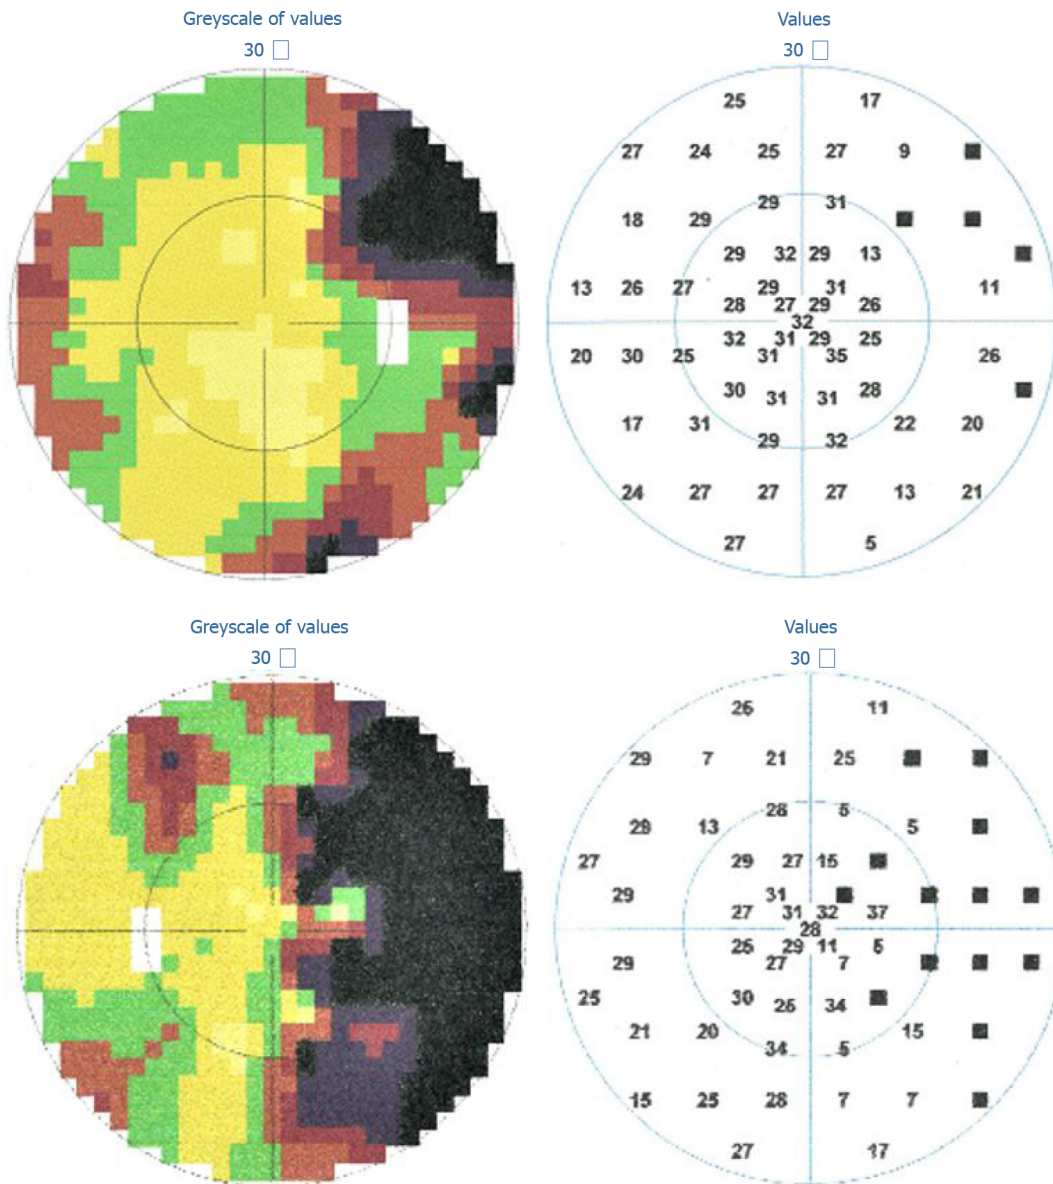 Greyscale of values Values
30 □ 30 □
25 17
27 24 25 27 9
29 31
18 29
29 32 29 13
13 26 27 29 31 11
28 27 29 26
32
32 31 29 25
20 30 25 31 35 26
30 31 31 28
17 31 22 20
29 32
24 27 27 27 13 21
27 5
Greyscale of values Values
30 □ 30 □
26 11
29 7 21 25
28 5
29 13 5
27 29 27 15
29 31
27 31 32 37
28
25 29 11 5
29 27 7
25 30 25 34
21 20 15
34 5
15 25 28 7 7
27 17